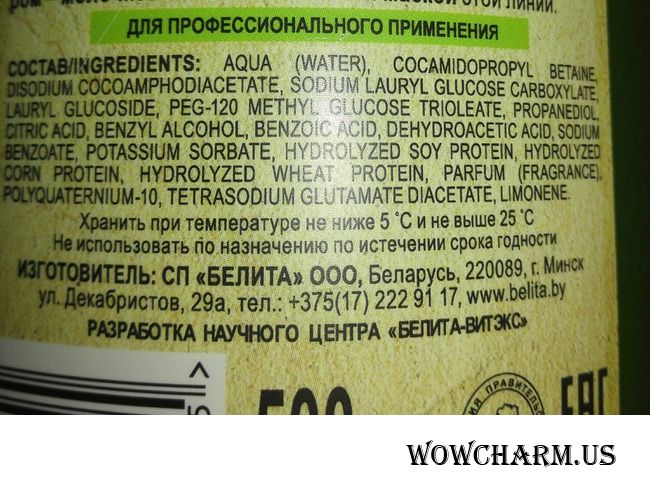 этой линии.
ДЛЯ ПРОФЕССИОНАЛЬНОГО ПРИМЕНЕНИЯ
СОСТАВ/INGREDIENTS: AQUA (WATER), COCAMIDOPROPYL BETAINE,
DISODIUM COCOAMPHODIACETATE, SODIUM LAURYL GLUCOSE CARBOXYLATE,
LAURYL GLUCOSIDE, PEG-120 METHYL GLUCOSE TRIOLEATE, PROPANEDIOL,
CITRIC ACID, BENZYL ALCOHOL, BENZOIC ACID, DEHYDROACETIC ACID, SODIUM
BENZOATE, POTASSIUM SORBATE, HYDROLYZED SOY PROTEIN, HYDROLYZED
CORN PROTEIN, HYDROLYZED WHEAT PROTEIN, PARFUM (FRAGRANCE),
POLYQUATERNIUM-10, TETRASODIUM GLUTAMATE DIACETATE, LIMONENE.
Хранить при температуре не ниже 5 °C и не выше 25 °C
Не использовать по назначению по истечении срока годности
ИЗГОТОВИТЕЛЬ: СП «БЕЛИТА» ООО, Беларусь, 220089, г. Минск
ул. Декабристов, 29а, тел.: +375(17) 222 91 17, www.belita.by
РАЗРАБОТКА НАУЧНОГО ЦЕНТРА «БЕЛИТА-ВИТЭКС»
5 >
500
EAC
WOWCHARM.US